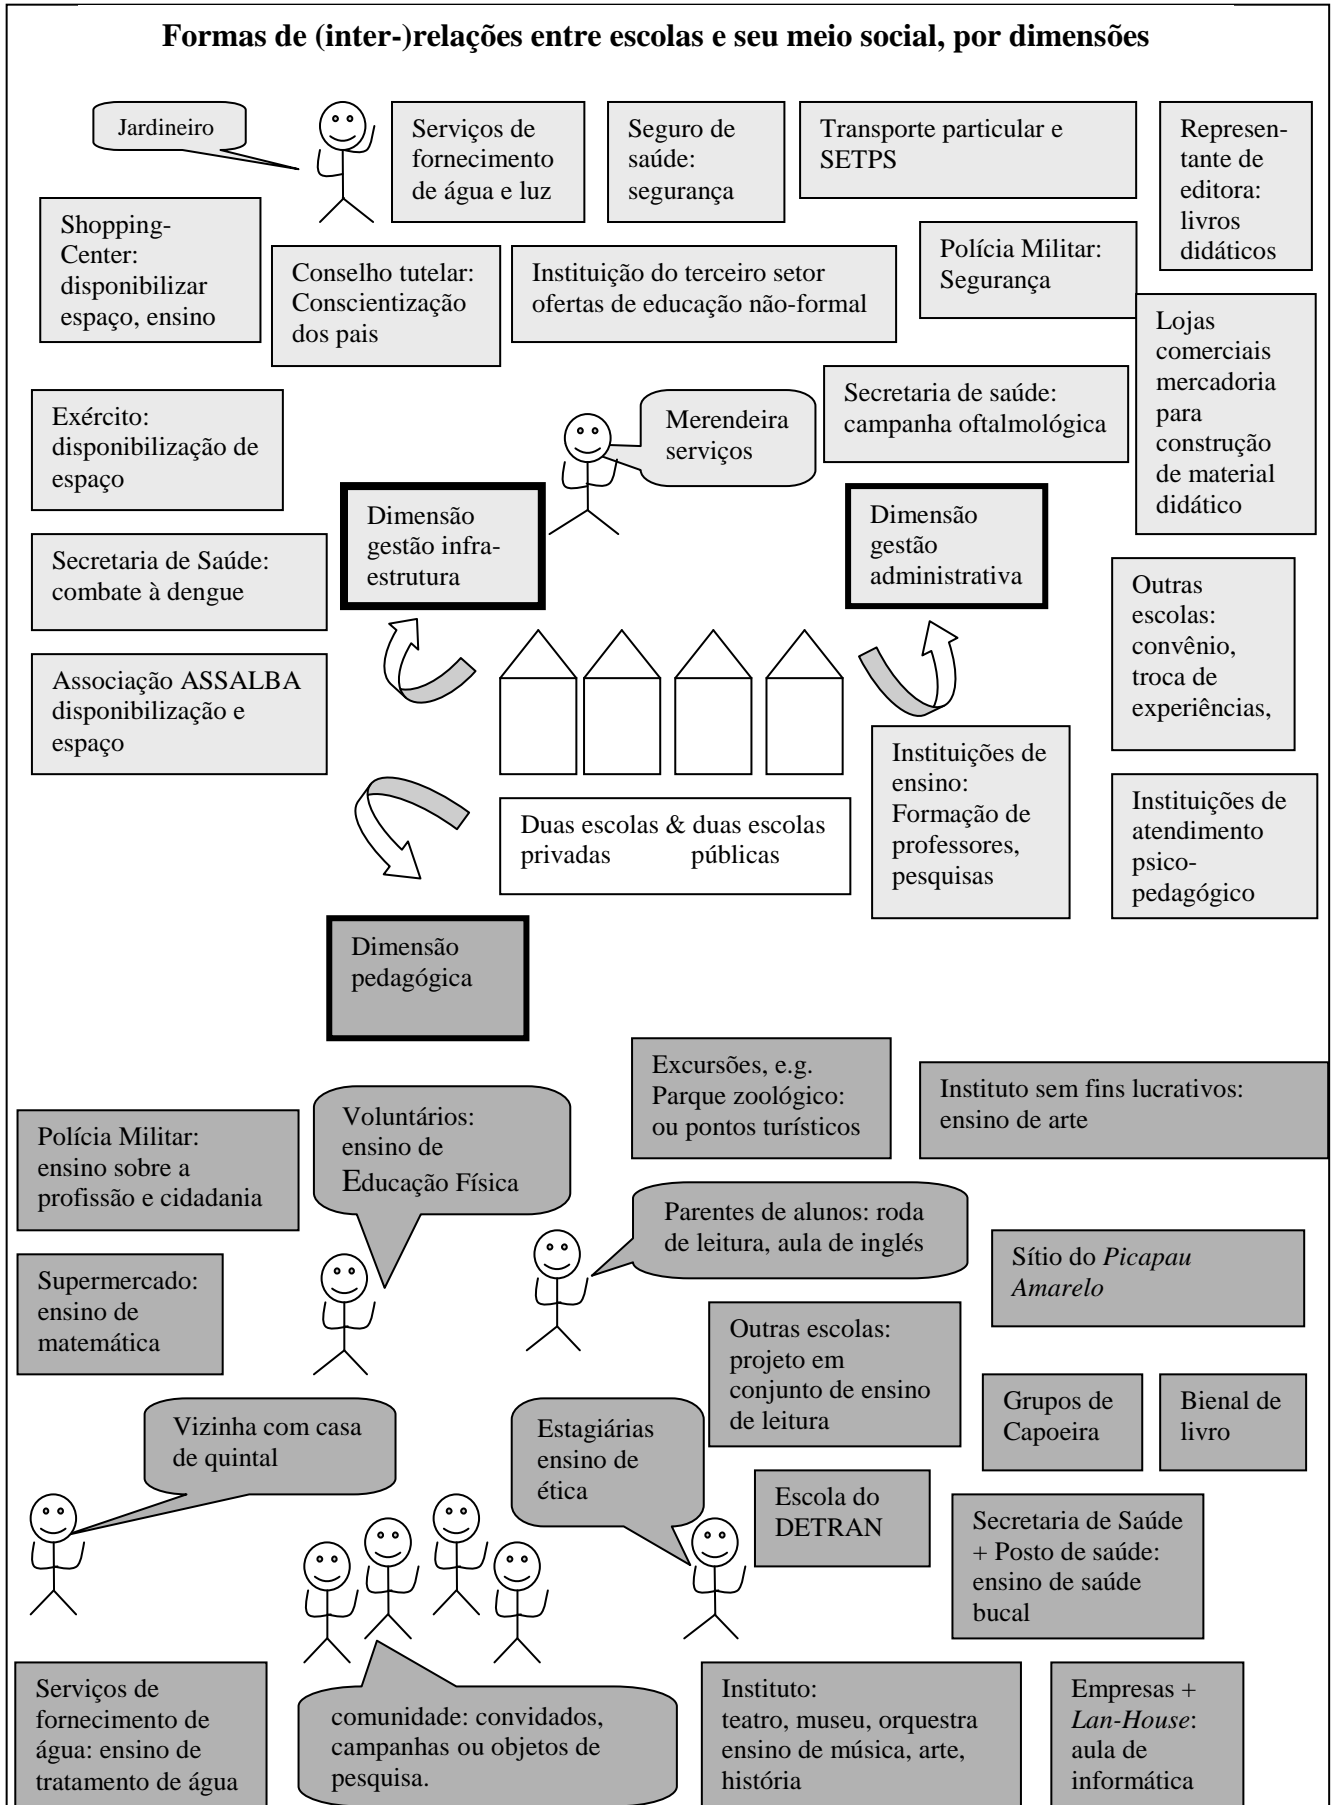 Formas de (inter-)relações entre escolas e seu meio social, por dimensões
Jardineiro
Serviços de
fornecimento
de água e luz
Seguro de
saúde:
segurança
Transporte particular e
SETPS
Represen-
tante de
editora:
livros
didáticos
Shopping-
Center:
disponibilizar
espaço, ensino
Conselho tutelar:
Conscientização
dos pais
Instituição do terceiro setor
ofertas de educação não-formal
Polícia Militar:
Segurança
Lojas
comerciais
mercadoria
para
construção
de material
didático
Exército:
disponibilização de
espaço
Merendeira
serviços
Secretaria de saúde:
campanha oftalmológica
Dimensão
gestão infra-
estrutura
Dimensão
gestão
administrativa
Secretaria de Saúde:
combate à dengue
Outras
escolas:
convênio,
troca de
experiências,
Associação ASSALBA
disponibilização e
espaço
Instituições de
ensino:
Formação de
professores,
pesquisas
Instituições de
atendimento
psico-
pedagógico
Duas escolas & duas escolas
privadas públicas
Dimensão
pedagógica
Excursões, e.g.
Parque zoológico:
ou pontos turísticos
Instituto sem fins lucrativos:
ensino de arte
Polícia Militar:
ensino sobre a
profissão e cidadania
Voluntários:
ensino de
Educação Física
Parentes de alunos: roda
de leitura, aula de inglés
Sítio do Picapau
Amarelo
Supermercado:
ensino de
matemática
Outras escolas:
projeto em
conjunto de ensino
de leitura
Grupos de
Capoeira
Bienal de
livro
Vizinha com casa
de quintal
Estagiárias
ensino de
ética
Escola do
DETRAN
Secretaria de Saúde
+ Posto de saúde:
ensino de saúde
bucal
Serviços de
fornecimento de
água: ensino de
tratamento de água
comunidade: convidados,
campanhas ou objetos de
pesquisa.
Instituto:
teatro, museu, orquestra
ensino de música, arte,
história
Empresas +
Lan-House:
aula de
informática